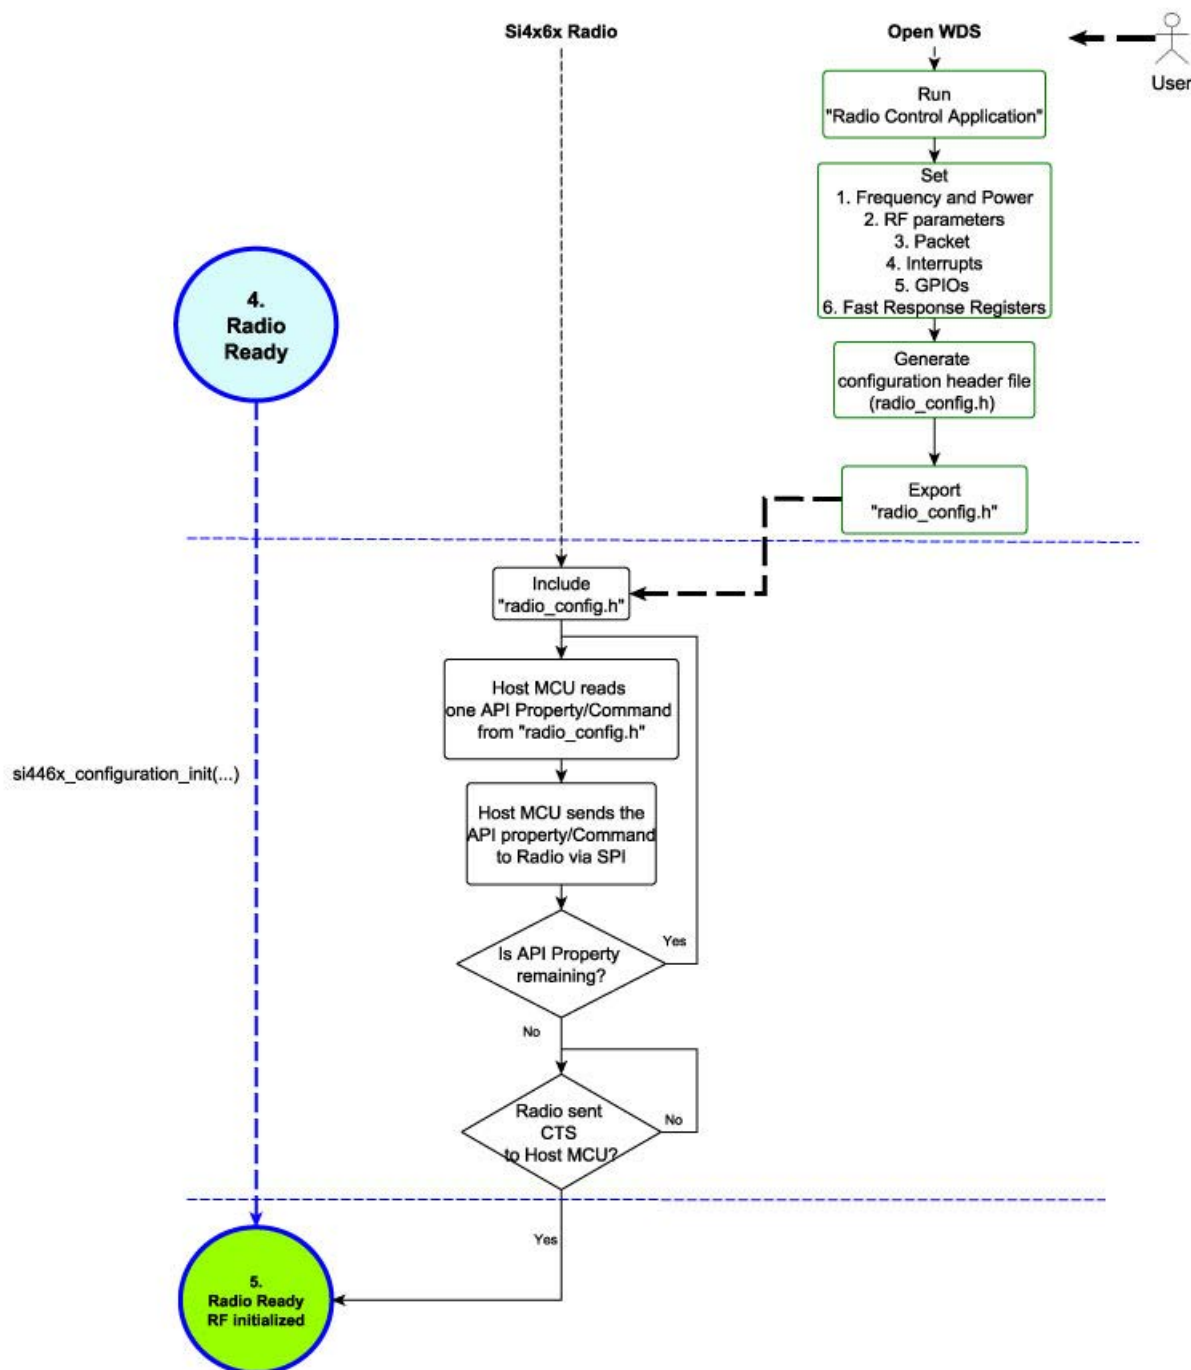 Si4x6x Radio
Open WDS
User
Run
"Radio Control Application"
Set
1. Frequency and Power
2. RF parameters
3. Packet
4. Interrupts
5. GPIOs
6. Fast Response Registers
4.
Radio
Ready
Generate
configuration header file
(radio_config.h)
Export
"radio_config.h"
Include
"radio_config.h"
Host MCU reads
one API Property/Command
from "radio_config.h"
si446x_configuration_init(...)
Host MCU sends the
API property/Command
to Radio via SPI
Is API Property
remaining?
Yes
No
Radio sent
CTS
to Host MCU?
No
Yes
5.
Radio Ready
RF initialized